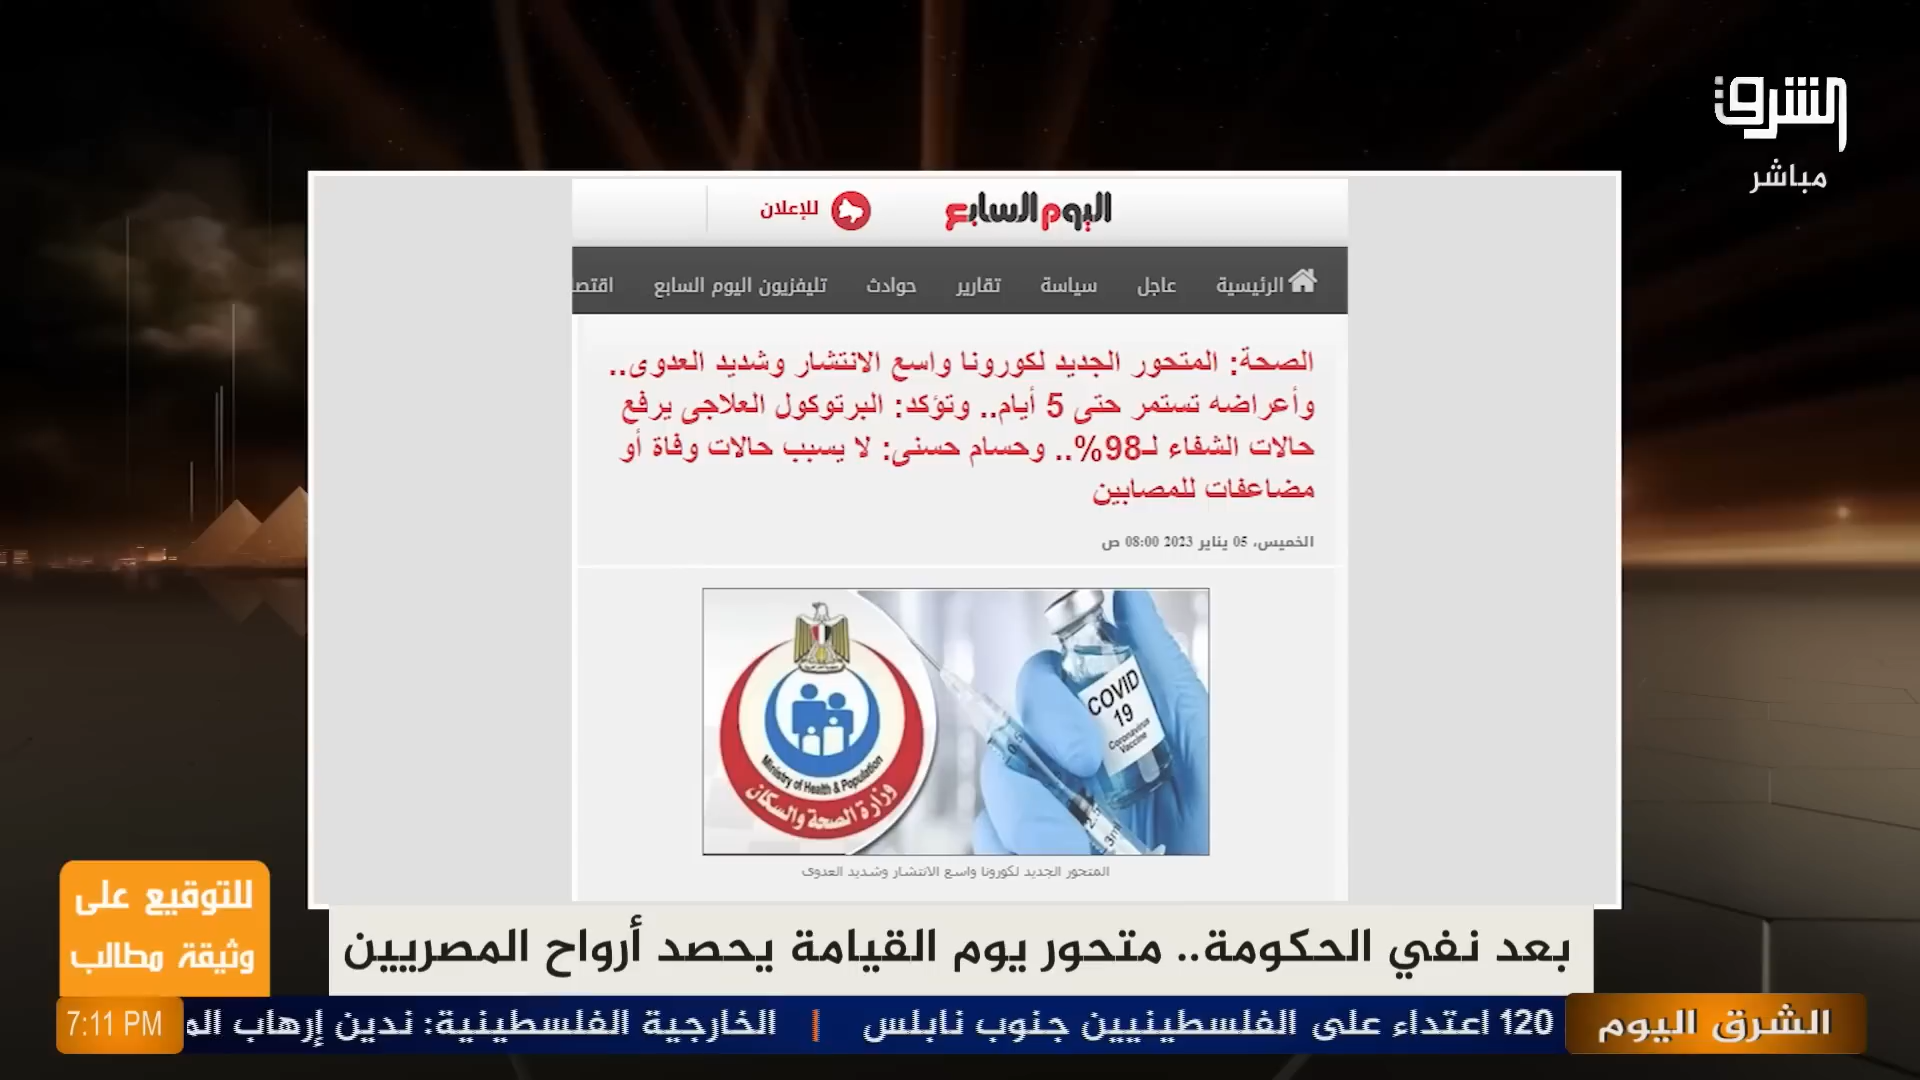 الشرق
مباشر
اليوم السابع
للإعلان
الرئيسية عاجل سياسة تقارير حوادث تليفزيون اليوم السابع اقتصا
الصحة: المتحور الجديد لكورونا واسع الانتشار وشديد العدوى..
وأعراضه تستمر حتى 5 أيام.. وتؤكد: البرتوكول العلاجى يرفع
حالات الشفاء لـ98%.. وحسام حسنى: لا يسبب حالات وفاة أو
مضاعفات للمصابين
الخميس، 05 يناير 2023 08:00 ص
Ministry of Health & Population
وزارة الصحة والسكان
COVID
19
Coronavirus
Vaccine
المتحور الجديد لكورونا واسع الانتشار وشديد العدوى
بعد نفي الحكومة.. متحور يوم القيامة يحصد أرواح المصريين
للتوقيع على
وثيقة مطالب
الشرق اليوم
120 اعتداء على الفلسطينيين جنوب نابلس | الخارجية الفلسطينية: ندين إرهاب الم
7:11 PM